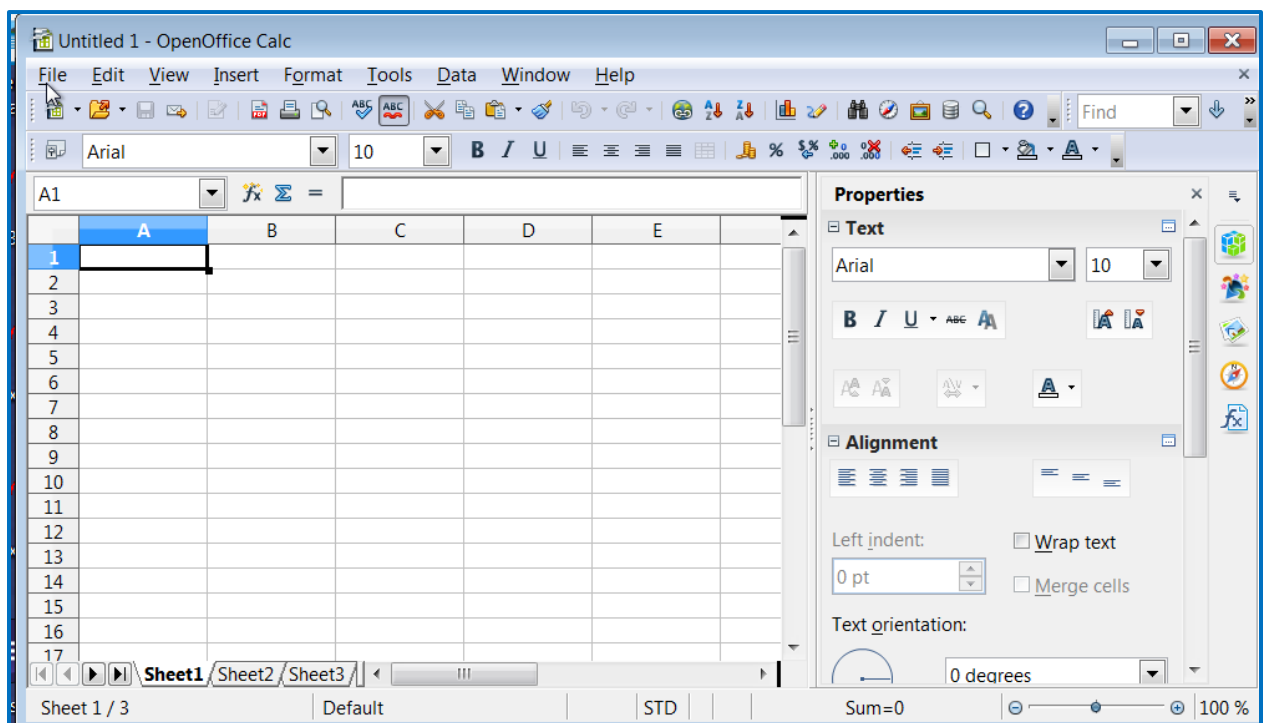 Untitled 1 - OpenOffice Calc
File Edit View Insert Format Tools Data Window Help
ABC Find
Arial 10 B I U
A1 fx Σ = Properties
A B C D E Text
1 Arial 10
2
3 B I U ABC
4
5
6
7
8
9 Alignment
10
11
12 Left indent: Wrap text
13
14 0 pt Merge cells
15
16 Text orientation:
17
Sheet1 Sheet2 Sheet3 0 degrees
Sheet 1 / 3 Default STD Sum=0 100 %